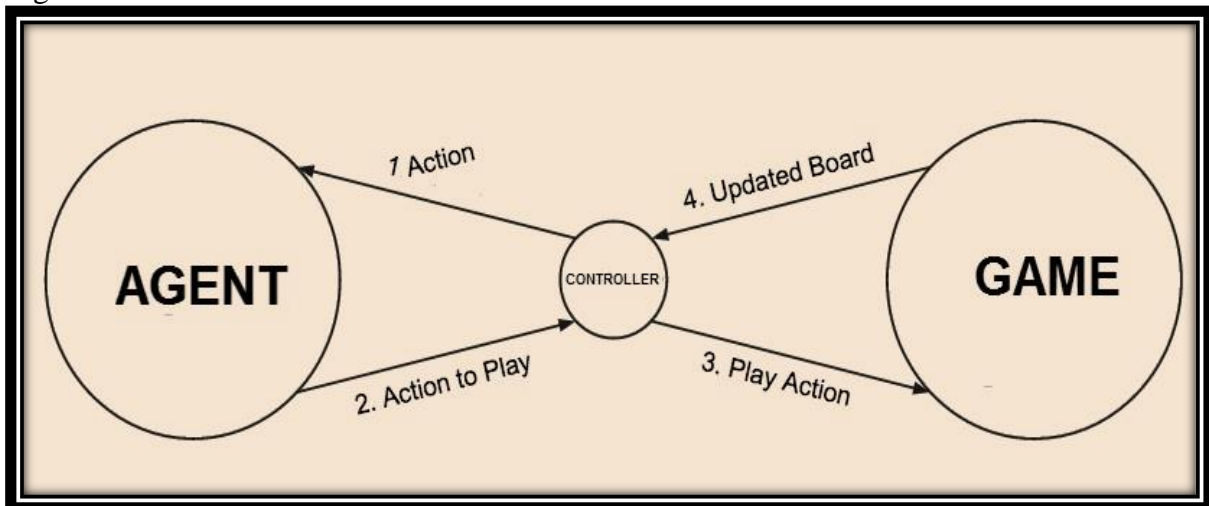 1 Action
4. Updated Board
AGENT
CONTROLLER
GAME
2. Action to Play
3. Play Action